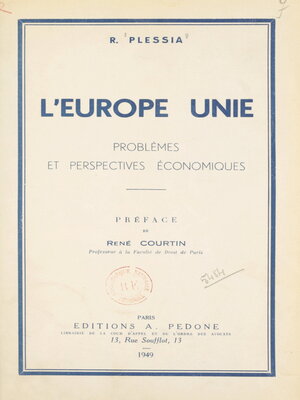 R. PLESSIA
L'EUROPE UNIE
PROBLÈMES
ET PERSPECTIVES ÉCONOMIQUES
PRÉFACE
DE
RENÉ COURTIN
Professeur à la Faculté de Droit de Paris
PARIS
EDITIONS A. PEDONE
LIBRAIRIE DE LA COUR D'APPEL ET DE L'ORDRE DES AVOCATS
13, Rue Soufflot, 13
1949